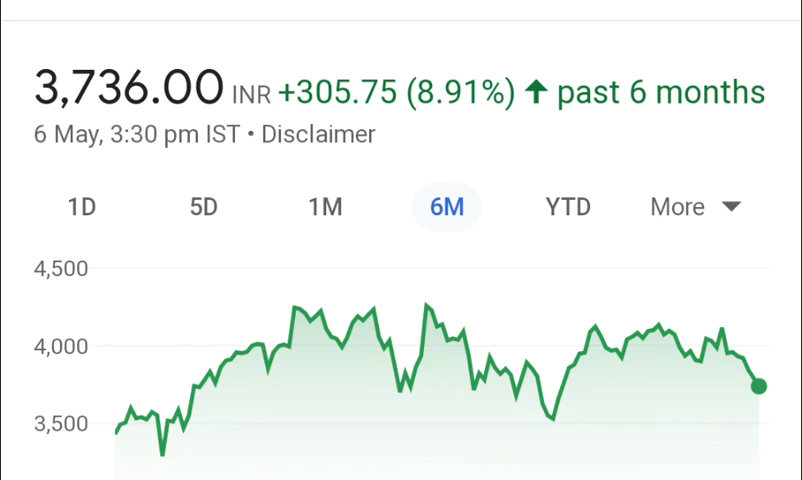 3,736.00 INR +305.75 (8.91%) ↑ past 6 months
6 May, 3:30 pm IST • Disclaimer
1D 5D 1M 6M YTD More
4,500
4,000
3,500